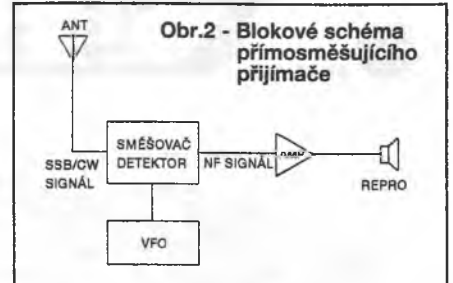 ANT
Obr.2 - Blokové schéma
přímosměšujícího
přijímače
SMĚŠOVAČ
DETEKTOR
SSB/CW
SIGNÁL
NF SIGNÁL
REPRO
VFO